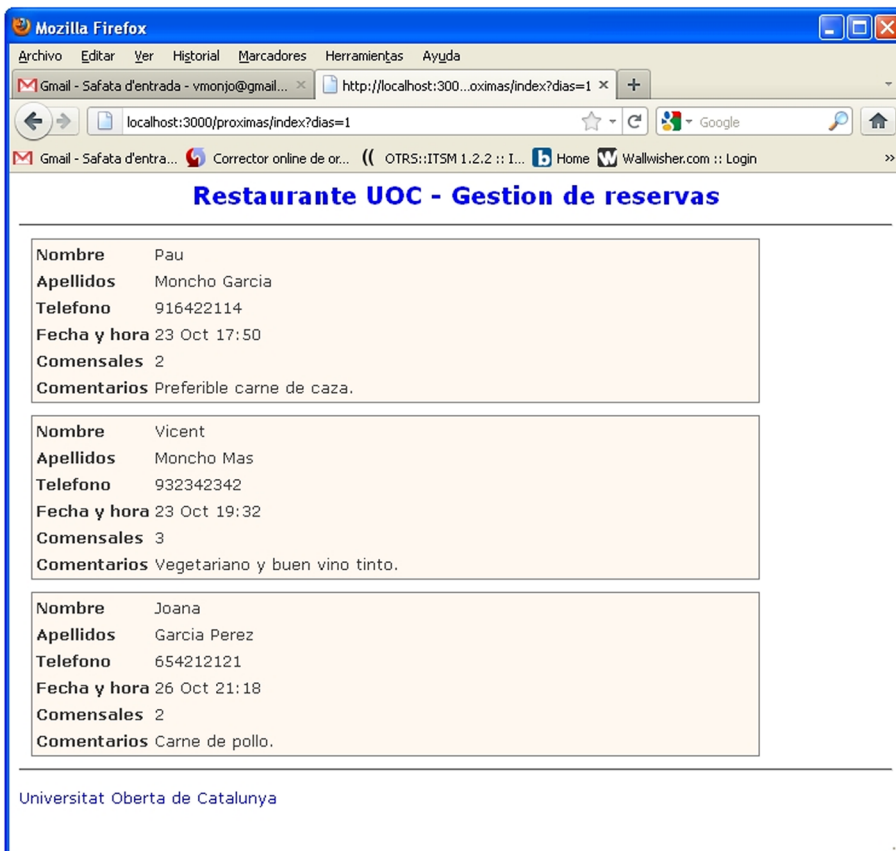 Mozilla Firefox
Archivo Editar Ver Historial Marcadores Herramientas Ayuda
Gmail - Safata d'entrada - vmonjo@gmail... http://localhost:300...oximas/index?dias=1
localhost:3000/proximas/index?dias=1 Google
Gmail - Safata d'entra... Corrector online de or... (( OTRS::ITSM 1.2.2 :: I... b Home W Wallwisher.com :: Login »
Restaurante UOC - Gestion de reservas
Nombre Pau
Apellidos Moncho Garcia
Telefono 916422114
Fecha y hora 23 Oct 17:50
Comensales 2
Comentarios Preferible carne de caza.
Nombre Vicent
Apellidos Moncho Mas
Telefono 932342342
Fecha y hora 23 Oct 19:32
Comensales 3
Comentarios Vegetariano y buen vino tinto.
Nombre Joana
Apellidos Garcia Perez
Telefono 654212121
Fecha y hora 26 Oct 21:18
Comensales 2
Comentarios Carne de pollo.
Universitat Oberta de Catalunya